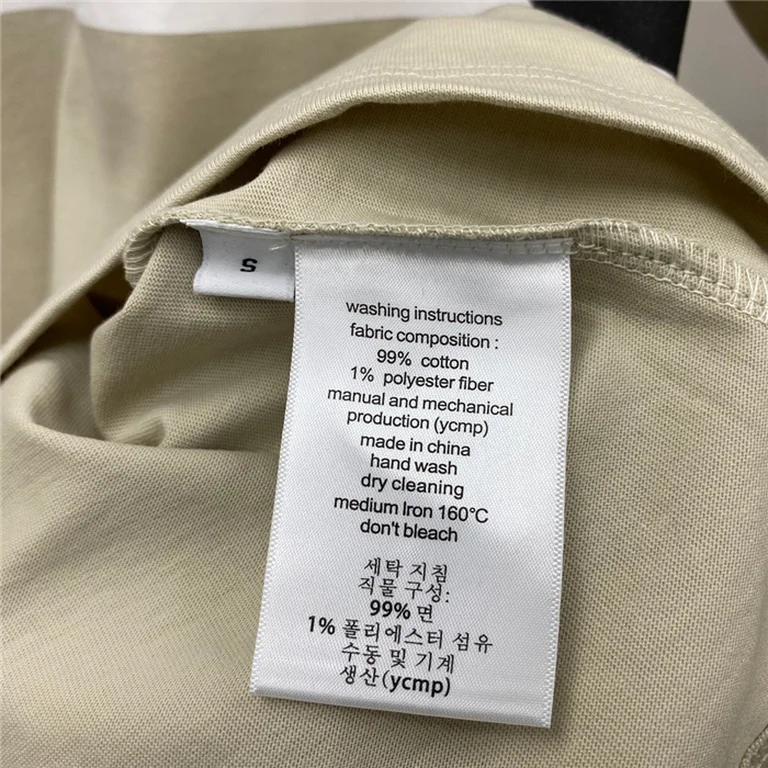 S
washing instructions
fabric composition :
99% cotton
1% polyester fiber
manual and mechanical
production (ycmp)
made in china
hand wash
dry cleaning
medium Iron 160℃
don't bleach
세탁 지침
직물 구성:
99% 면
1% 폴리에스터 섬유
수동 및 기계
생산(ycmp)